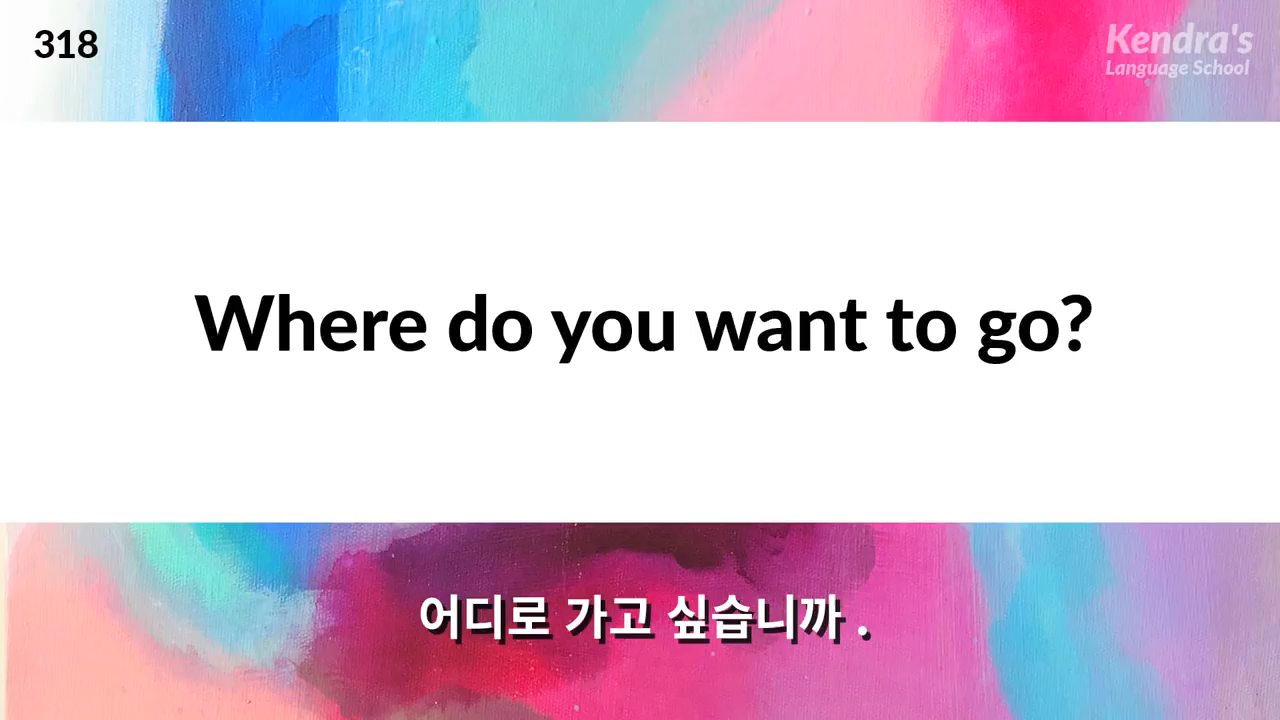 318
Kendra's
Language School
Where do you want to go?
어디로 가고 싶습니까 .